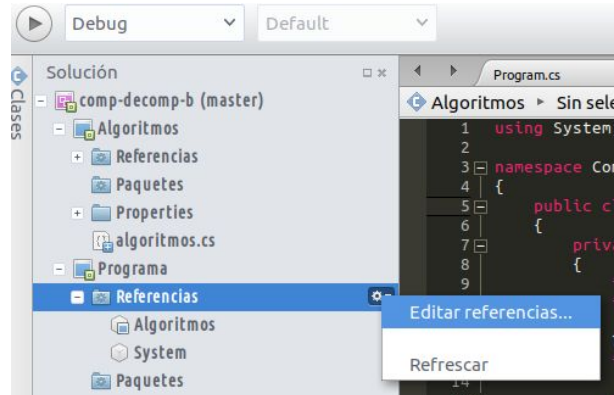 Debug
Default
Clases
Solución
comp-decomp-b (master)
Algoritmos
Referencias
Paquetes
Properties
algoritmos.cs
Programa
Referencias
Algoritmos
System
Paquetes
Program.cs
Algoritmos ▸ Sin sele
1 using System
2
3 namespace Co
4 {
5 public c
6 {
7 priva
8 {
9
Editar referencias...
Refrescar
14